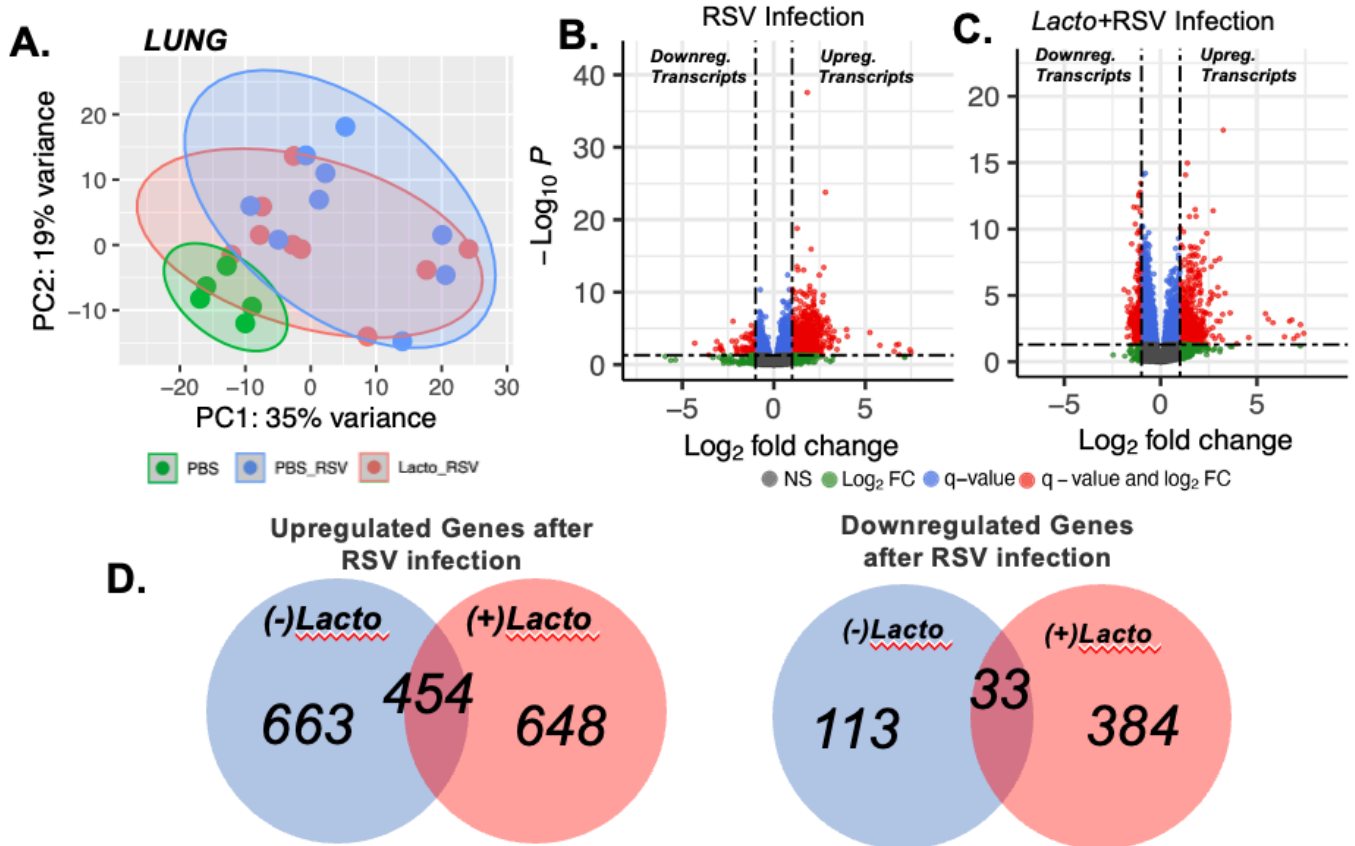 A.
LUNG
PC2: 19% variance
20
10
0
−10
−20
−10
0
10
20
30
PC1: 35% variance
PBS
PBS_RSV
Lacto_RSV
B.
RSV Infection
Downreg.
Transcripts
Upreg.
Transcripts
−Log10 P
40
30
20
10
0
−5
0
5
Log2 fold change
C.
Lacto+RSV Infection
Downreg.
Transcripts
Upreg.
Transcripts
20
15
10
5
0
−5
0
5
Log2 fold change
NS Log2 FC q−value q − value and log2 FC
D.
Upregulated Genes after
RSV infection
(-)Lacto
(+)Lacto
663
454
648
Downregulated Genes
after RSV infection
(-)Lacto
(+)Lacto
113
33
384